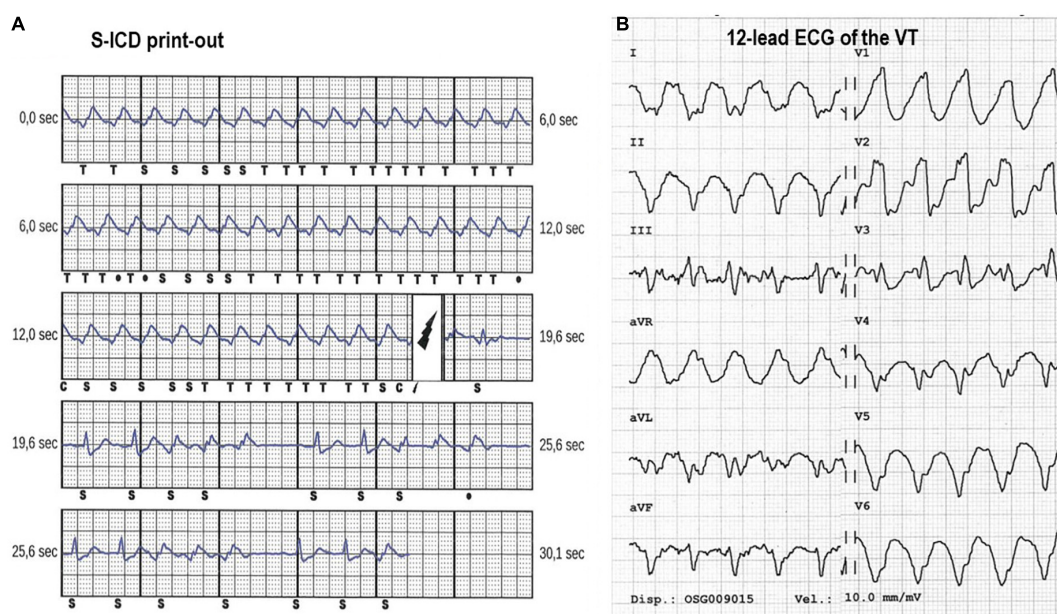 A
S-ICD print-out
0,0 sec
6,0 sec
T T S S S S S T T T T T T T T T T T T T
6,0 sec
12,0 sec
T T T • T • S S S S T T T T T T T T T T T T T •
12,0 sec
19,6 sec
C S S S S S T T T T T T T T T S C S
19,6 sec
25,6 sec
S S S S S S S •
25,6 sec
30,1 sec
S S S S S S S
B
12-lead ECG of the VT
I
V1
II
V2
III
V3
aVR
V4
aVL
V5
aVF
V6
Disp.: OSG009015 Vel.: 10.0 mm/mV